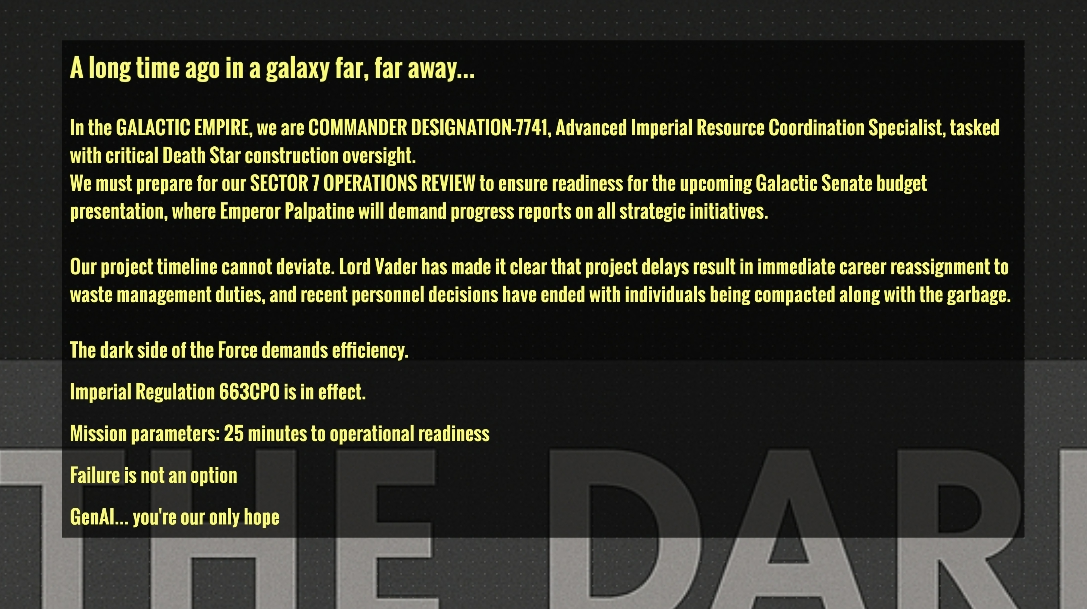 A long time ago in a galaxy far, far away...
In the GALACTIC EMPIRE, we are COMMANDER DESIGNATION-7741, Advanced Imperial Resource Coordination Specialist, tasked
with critical Death Star construction oversight.
We must prepare for our SECTOR 7 OPERATIONS REVIEW to ensure readiness for the upcoming Galactic Senate budget
presentation, where Emperor Palpatine will demand progress reports on all strategic initiatives.
Our project timeline cannot deviate. Lord Vader has made it clear that project delays result in immediate career reassignment to
waste management duties, and recent personnel decisions have ended with individuals being compacted along with the garbage.
The dark side of the Force demands efficiency.
Imperial Regulation 663CPO is in effect.
Mission parameters: 25 minutes to operational readiness
Failure is not an option
GenAI... you're our only hope
THE DAR